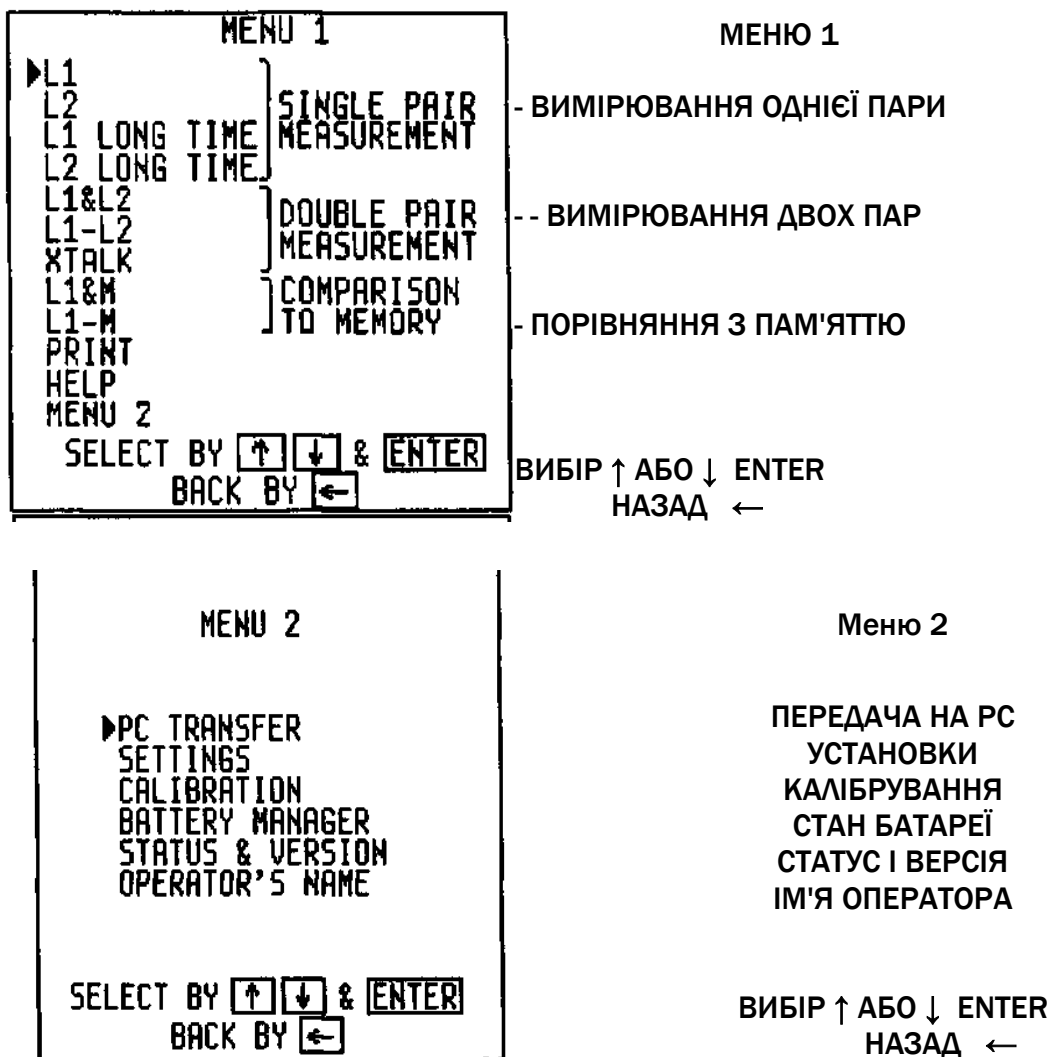 MENU 1 МЕНЮ 1
▶L1
L2 SINGLE PAIR - ВИМІРЮВАННЯ ОДНІЄЇ ПАРИ
L1 LONG TIME MEASUREMENT
L2 LONG TIME
L1&L2
L1-L2 DOUBLE PAIR - - ВИМІРЮВАННЯ ДВОХ ПАР
XTALK MEASUREMENT
L1&M COMPARISON
L1-M TO MEMORY - ПОРІВНЯННЯ З ПАМ'ЯТТЮ
PRINT
HELP
MENU 2
SELECT BY ↑ ↓ & ENTER ВИБІР ↑ АБО ↓ ENTER
BACK BY ← НАЗАД ←
MENU 2 Меню 2
▶PC TRANSFER ПЕРЕДАЧА НА PC
SETTINGS УСТАНОВКИ
CALIBRATION КАЛІБРУВАННЯ
BATTERY MANAGER СТАН БАТАРЕЇ
STATUS & VERSION СТАТУС І ВЕРСІЯ
OPERATOR'S NAME ІМ'Я ОПЕРАТОРА
SELECT BY ↑ ↓ & ENTER ВИБІР ↑ АБО ↓ ENTER
BACK BY ← НАЗАД ←